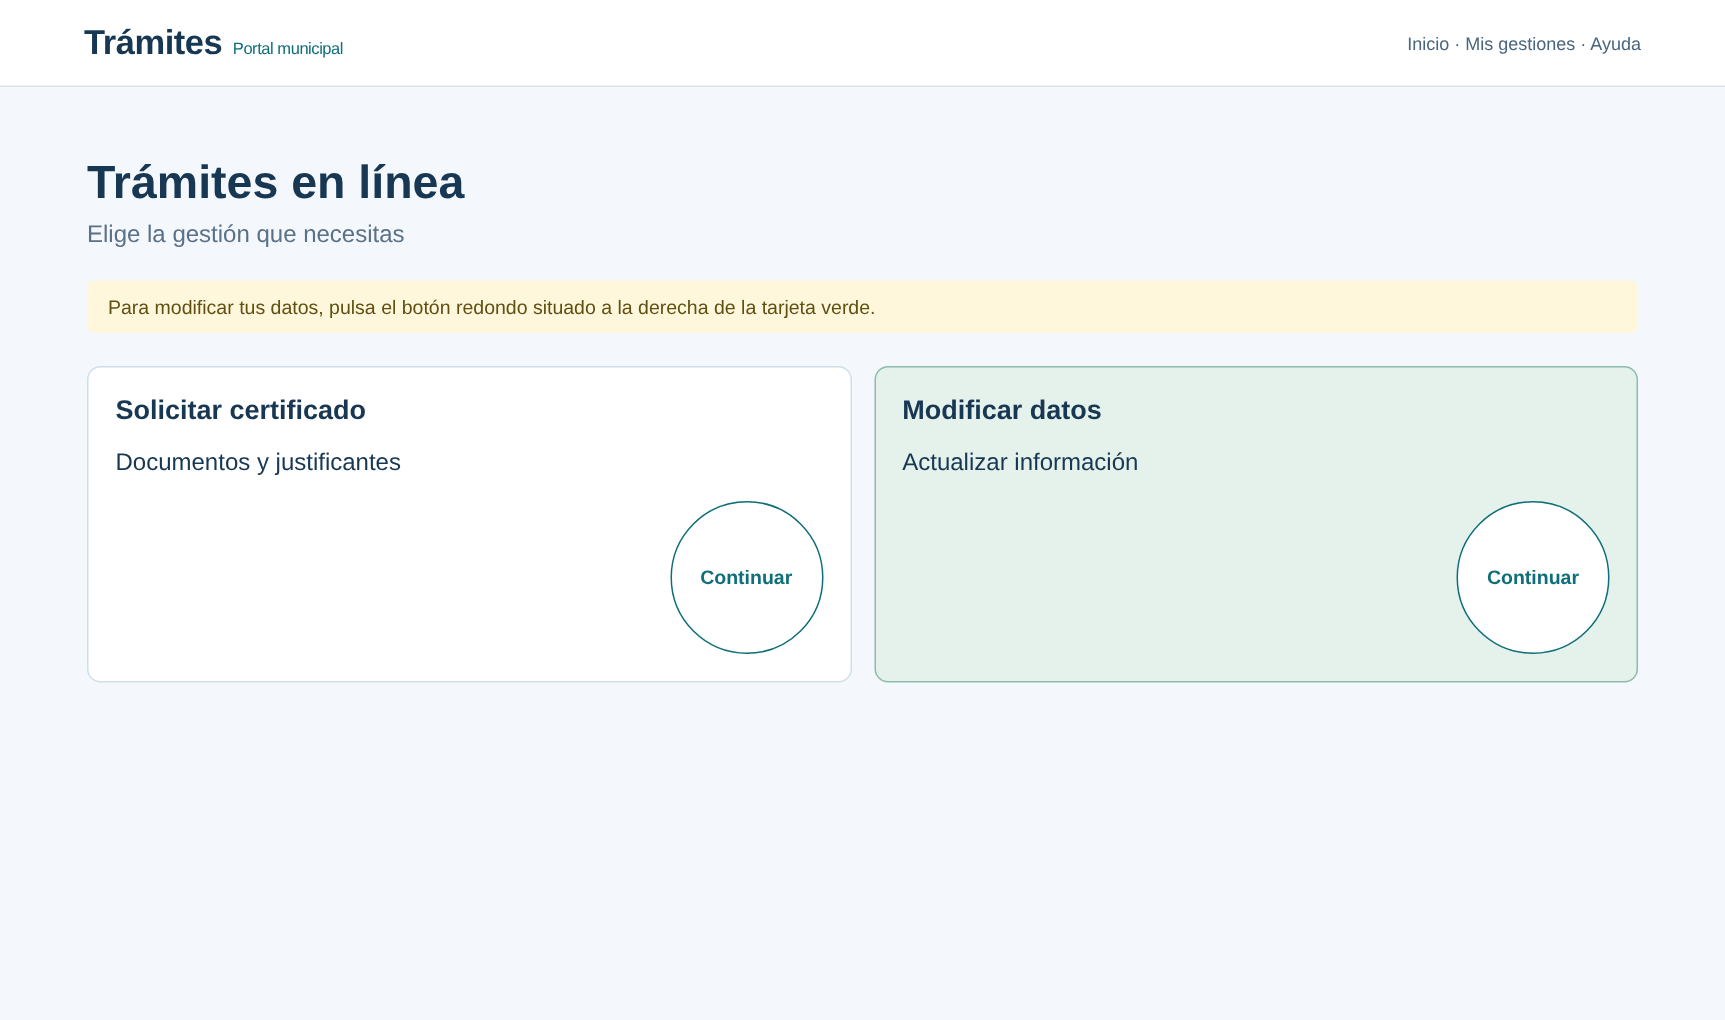 Trámites Portal municipal
Inicio · Mis gestiones · Ayuda
Trámites en línea
Elige la gestión que necesitas
Para modificar tus datos, pulsa el botón redondo situado a la derecha de la tarjeta verde.
Solicitar certificado
Documentos y justificantes
Continuar
Modificar datos
Actualizar información
Continuar